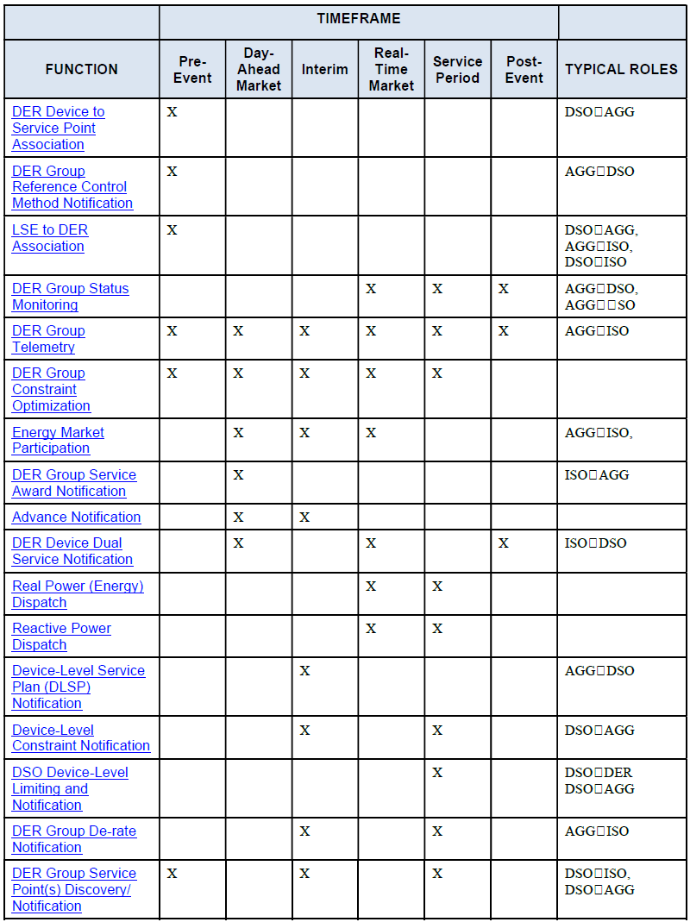 TIMEFRAME
FUNCTION
Pre-
Event
Day-
Ahead
Market
Interim
Real-
Time
Market
Service
Period
Post-
Event
TYPICAL ROLES
DER Device to
Service Point
Association
X
DSO□AGG
DER Group
Reference Control
Method Notification
X
AGG□DSO
LSE to DER
Association
X
DSO□AGG,
AGG□ISO,
DSO□ISO
DER Group Status
Monitoring
X X X
AGG□DSO,
AGG□□SO
DER Group
Telemetry
X X X X X X
AGG□ISO
DER Group
Constraint
Optimization
X X X X X
Energy Market
Participation
X X X
AGG□ISO,
DER Group Service
Award Notification
X
ISO□AGG
Advance Notification
X X
DER Device Dual
Service Notification
X X X
ISO□DSO
Real Power (Energy)
Dispatch
X X
Reactive Power
Dispatch
X X
Device-Level Service
Plan (DLSP)
Notification
X
AGG□DSO
Device-Level
Constraint Notification
X X
DSO□AGG
DSO Device-Level
Limiting and
Notification
X
DSO□DER
DSO□AGG
DER Group De-rate
Notification
X X
AGG□ISO
DER Group Service
Point(s) Discovery/
Notification
X X X
DSO□ISO,
DSO□AGG